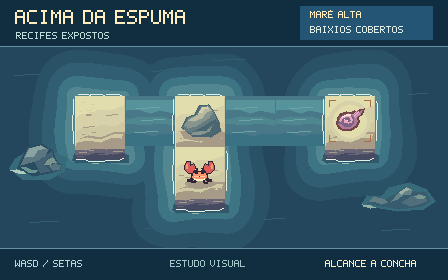 ACIMA DA ESPUMA
RECIFES EXPOSTOS
MARÉ ALTA
BAIXIOS COBERTOS
WASD / SETAS
ESTUDO VISUAL
ALCANCE A CONCHA